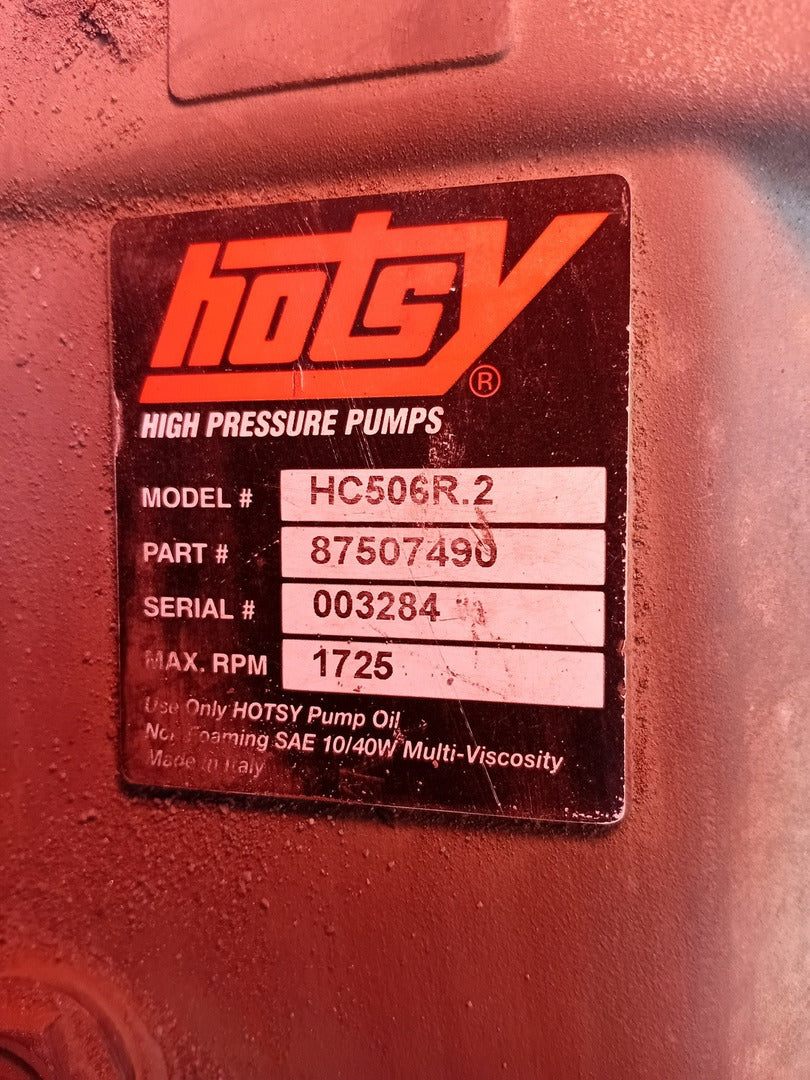 hotsy®
HIGH PRESSURE PUMPS
MODEL # HC506R.2
PART # 87507490
SERIAL # 003284
MAX. RPM 1725
Use Only HOTSY Pump Oil
Non Foaming SAE 10/40W Multi-Viscosity
Made in Italy